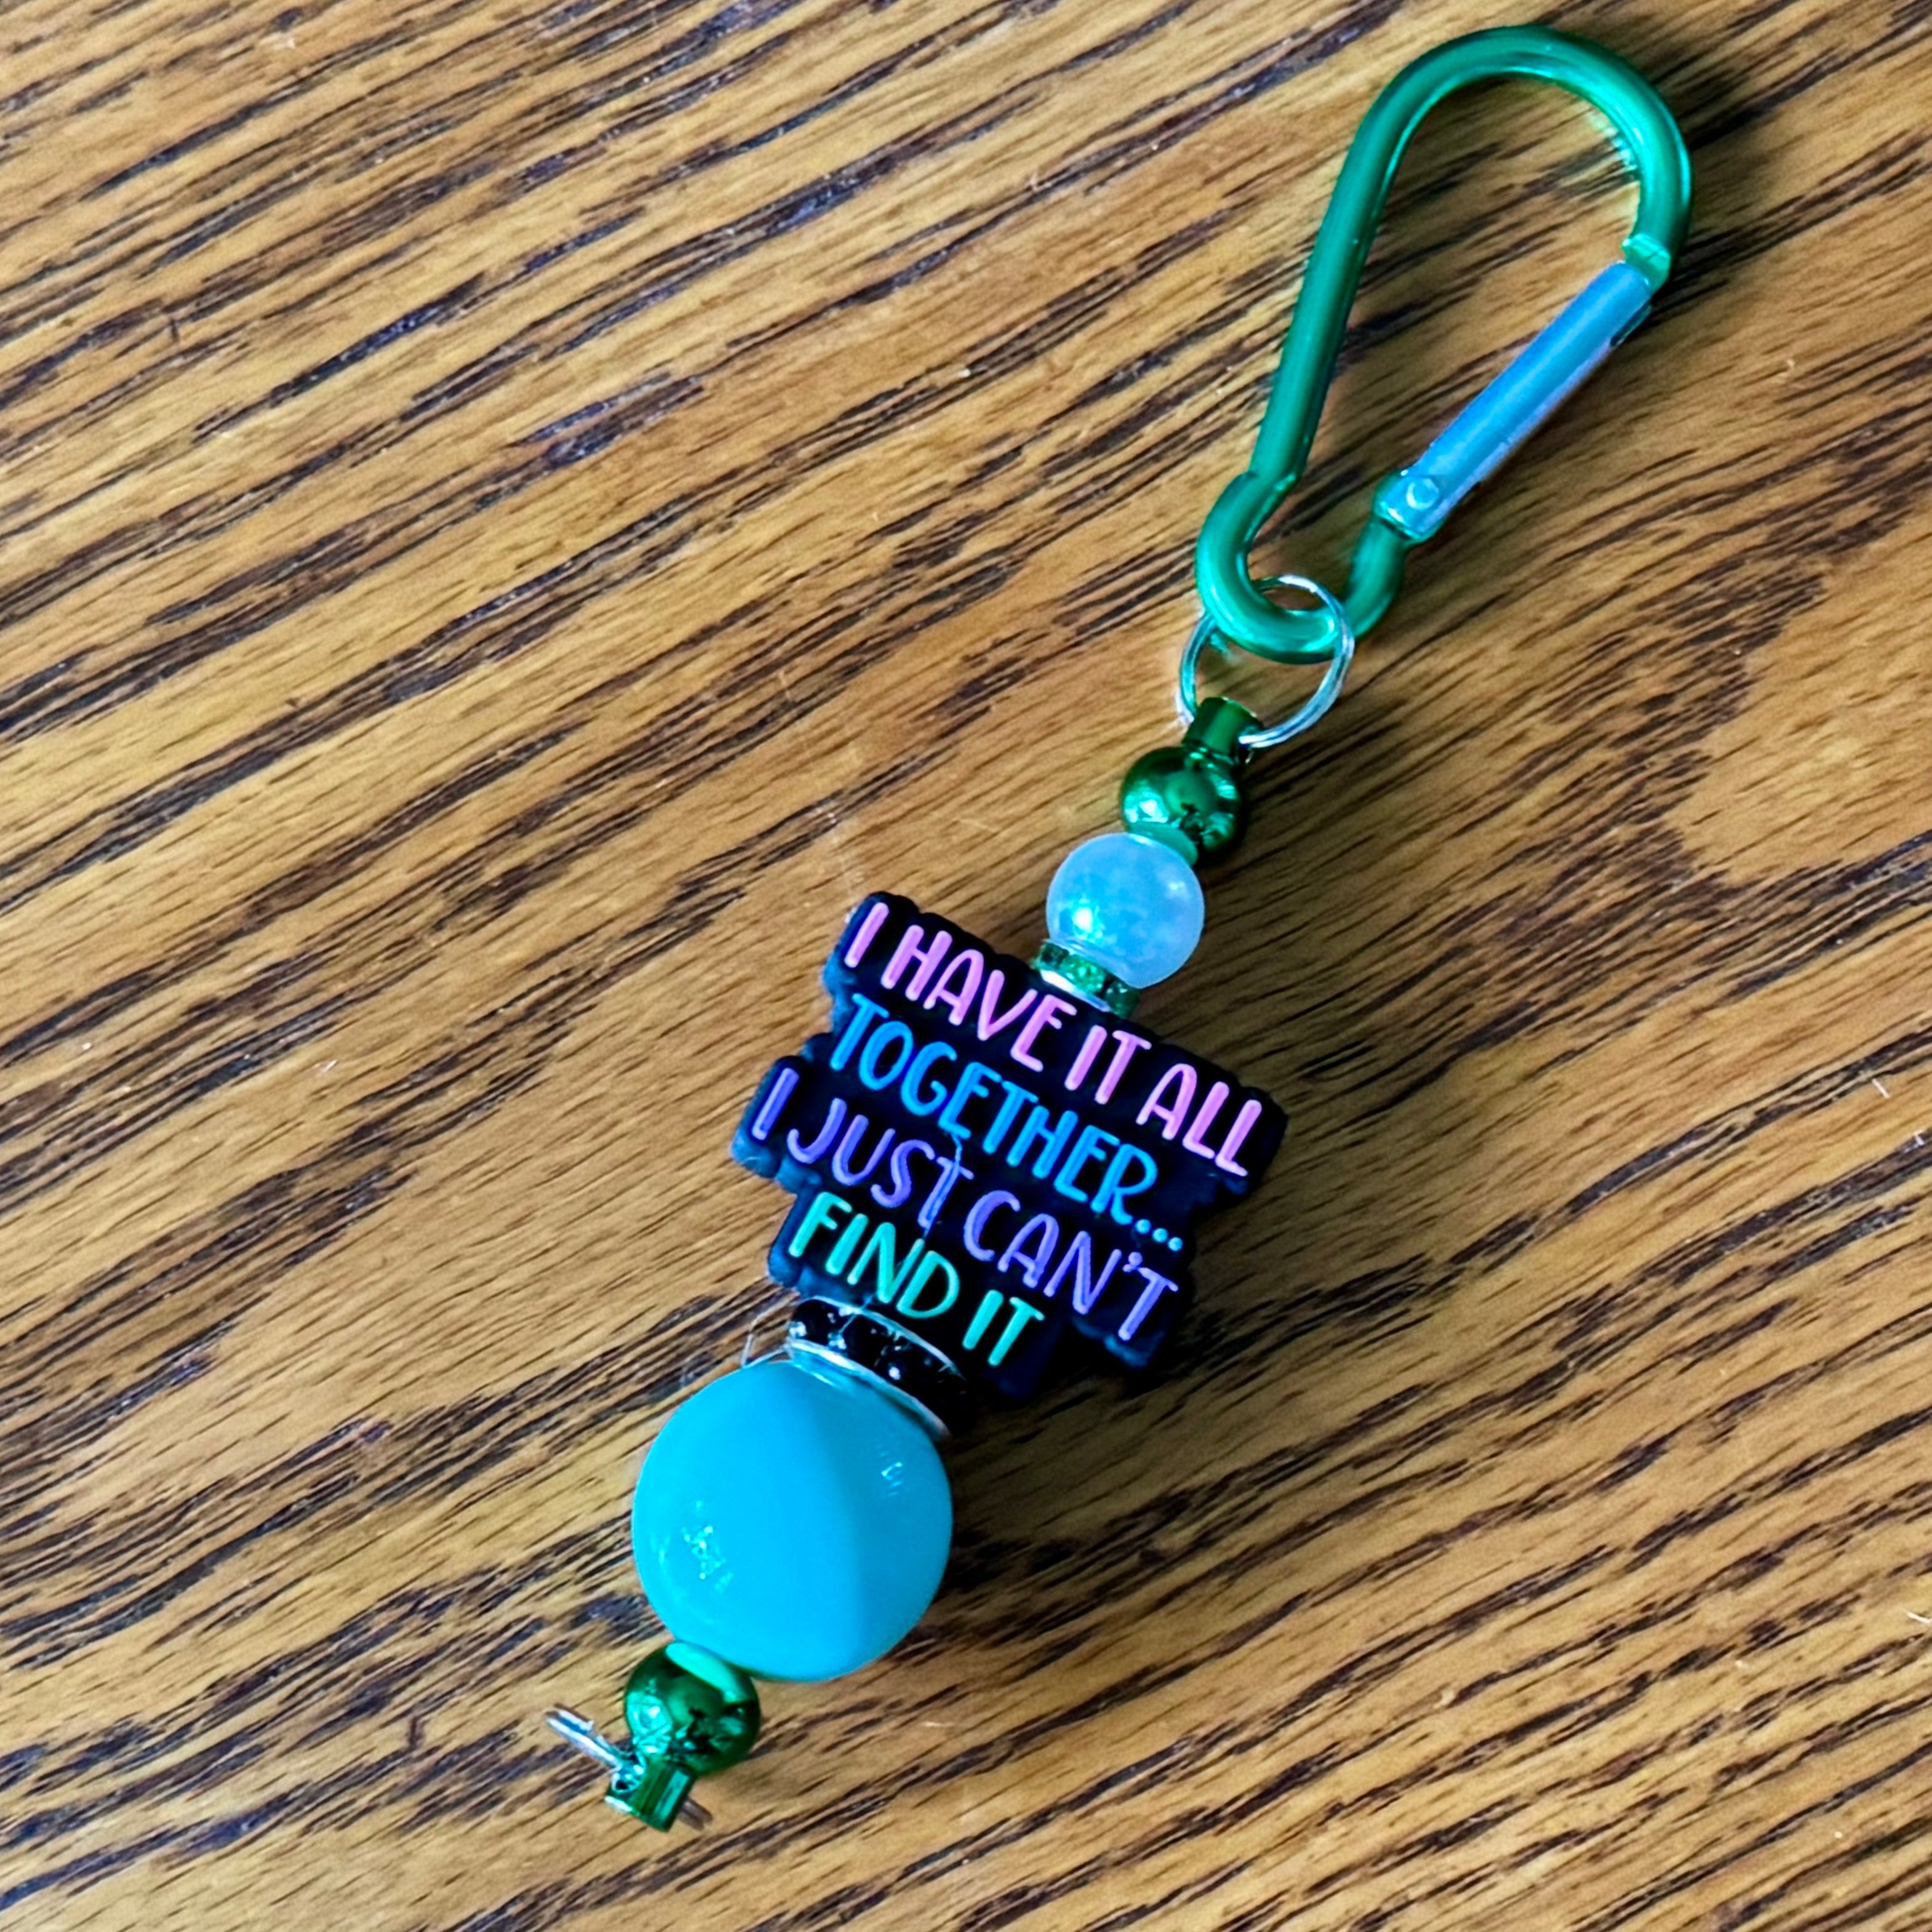 I HAVE IT ALL
TOGETHER...
I JUST CAN'T
FIND IT